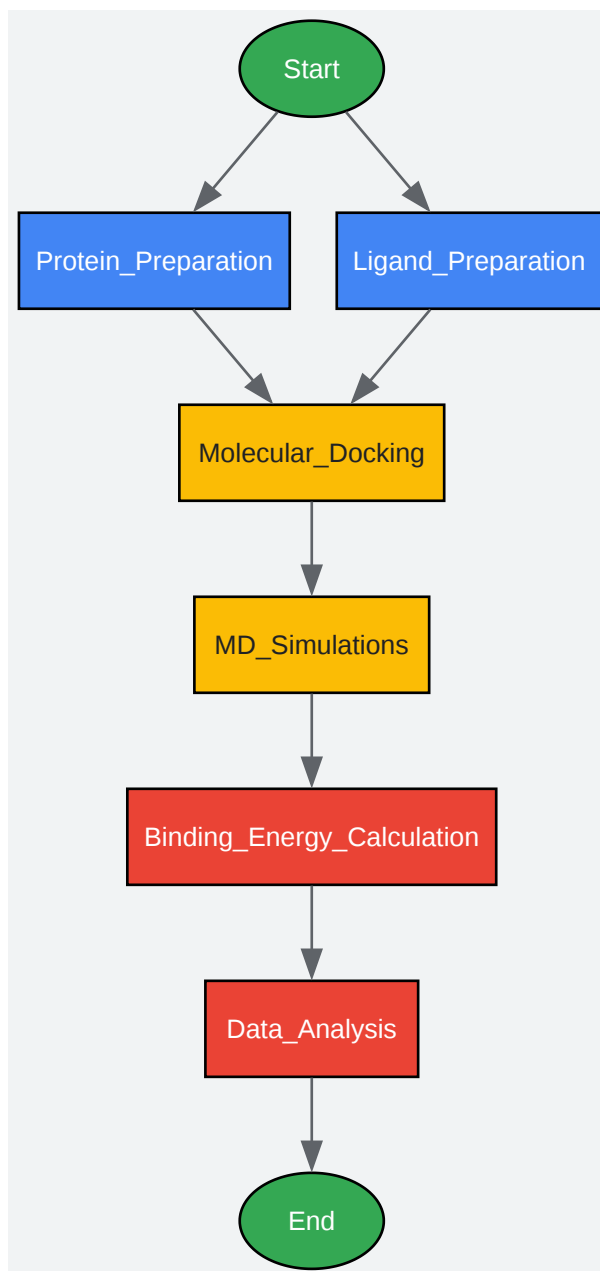 Start
Protein_Preparation
Ligand_Preparation
Molecular_Docking
MD_Simulations
Binding_Energy_Calculation
Data_Analysis
End